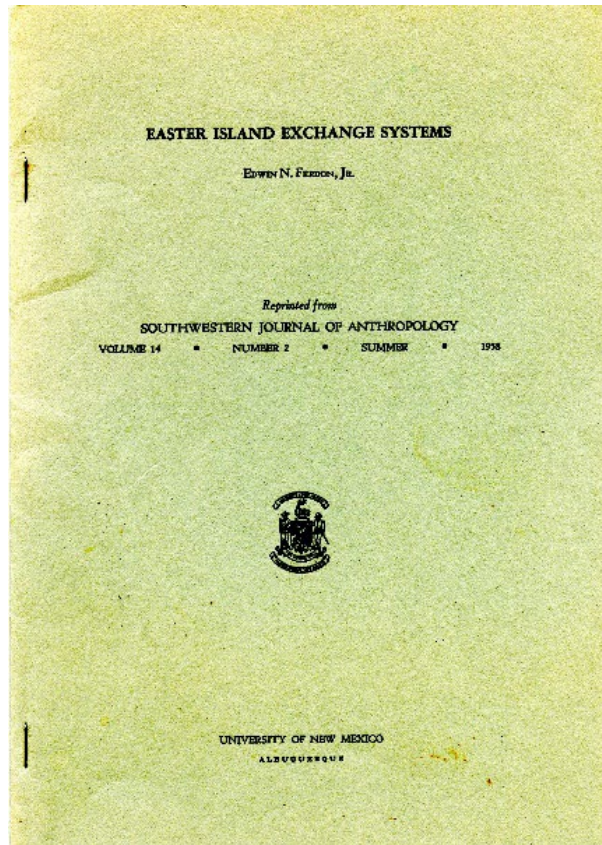 EASTER ISLAND EXCHANGE SYSTEMS
EDWIN N. FERDON, JR.
Reprinted from
SOUTHWESTERN JOURNAL OF ANTHROPOLOGY
VOLUME 14 • NUMBER 2 • SUMMER • 1958
UNIVERSITY OF NEW MEXICO
ALBUQUERQUE